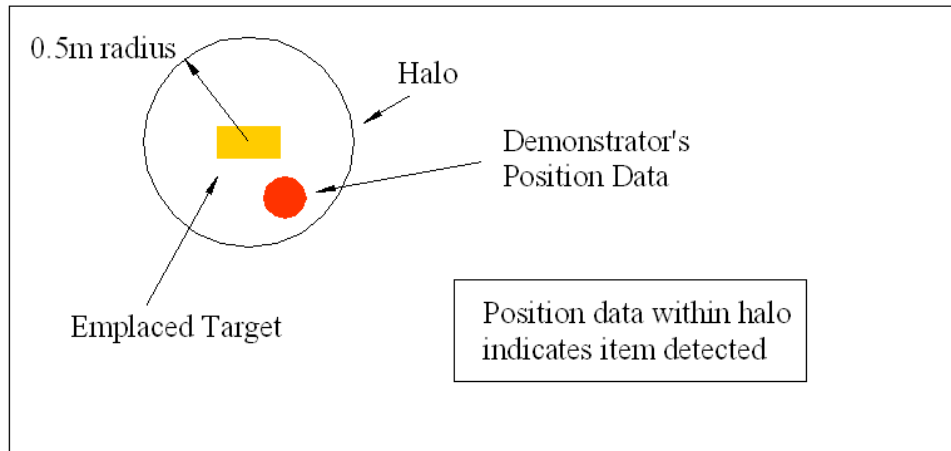 0.5m radius
Halo
Demonstrator's
Position Data
Emplaced Target
Position data within halo
indicates item detected